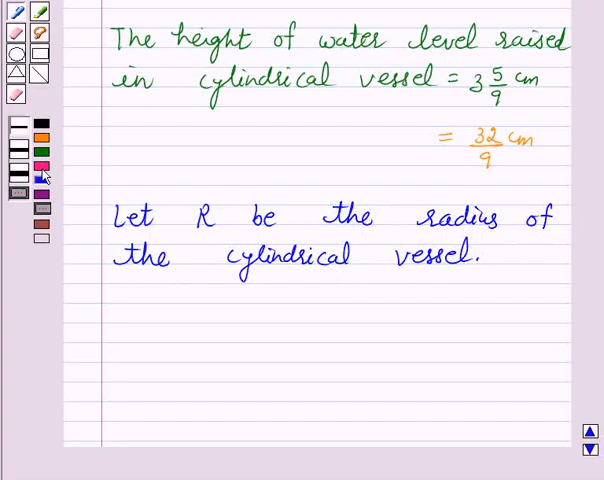 The height of water level raised
in cylindrical vessel = 3 5/9 cm
= 32/9 cm
Let R be the radius of
the cylindrical vessel.